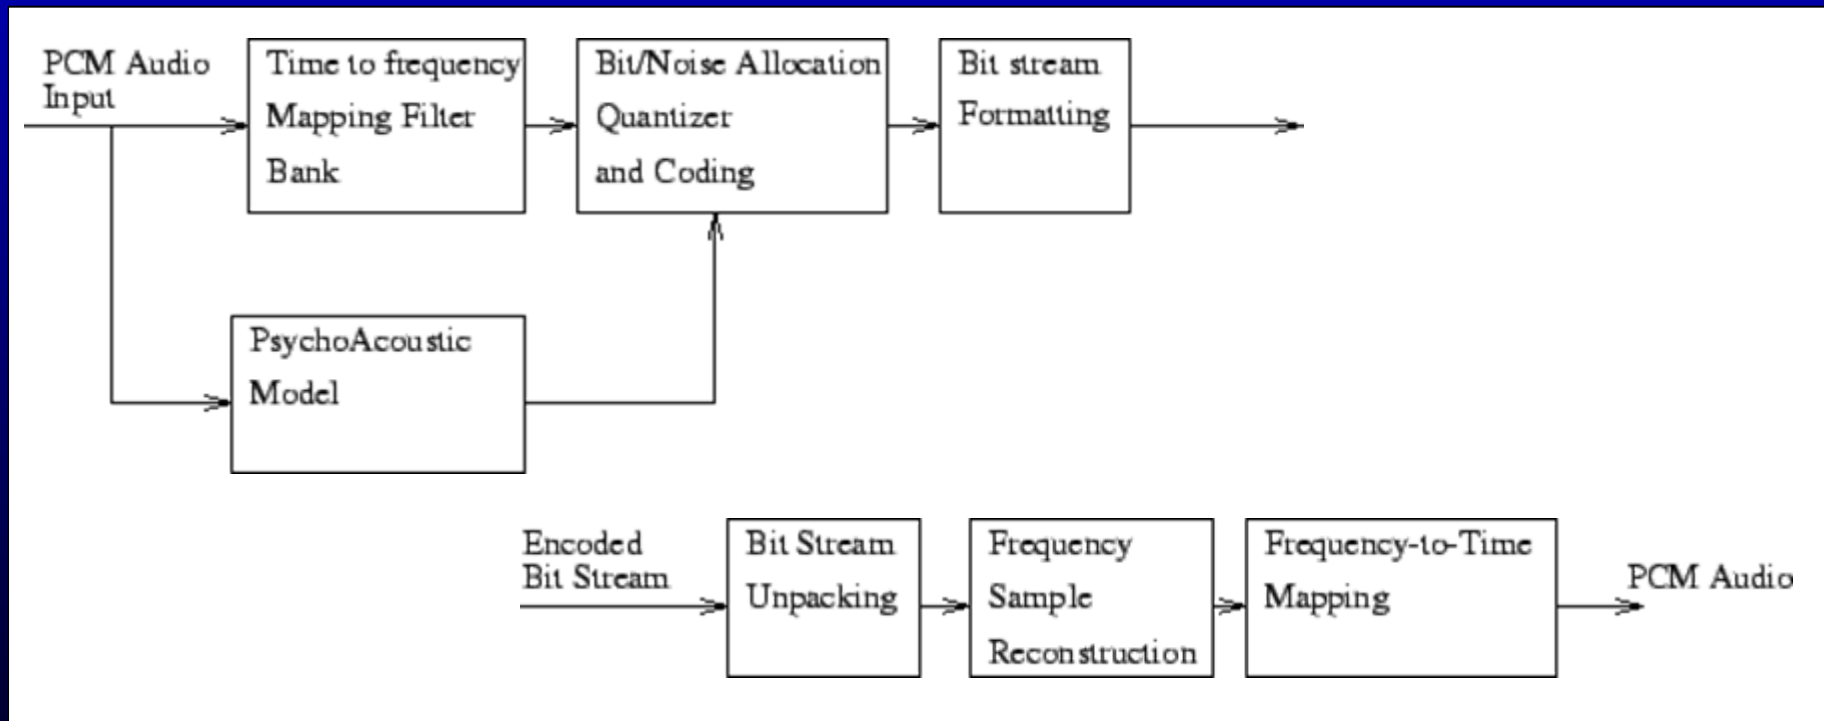 PCM Audio
Input
Time to frequency
Mapping Filter
Bank
Bit/Noise Allocation
Quantizer
and Coding
Bit stream
Formatting
PsychoAcoustic
Model
Encoded
Bit Stream
Bit Stream
Unpacking
Frequency
Sample
Reconstruction
Frequency-to-Time
Mapping
PCM Audio